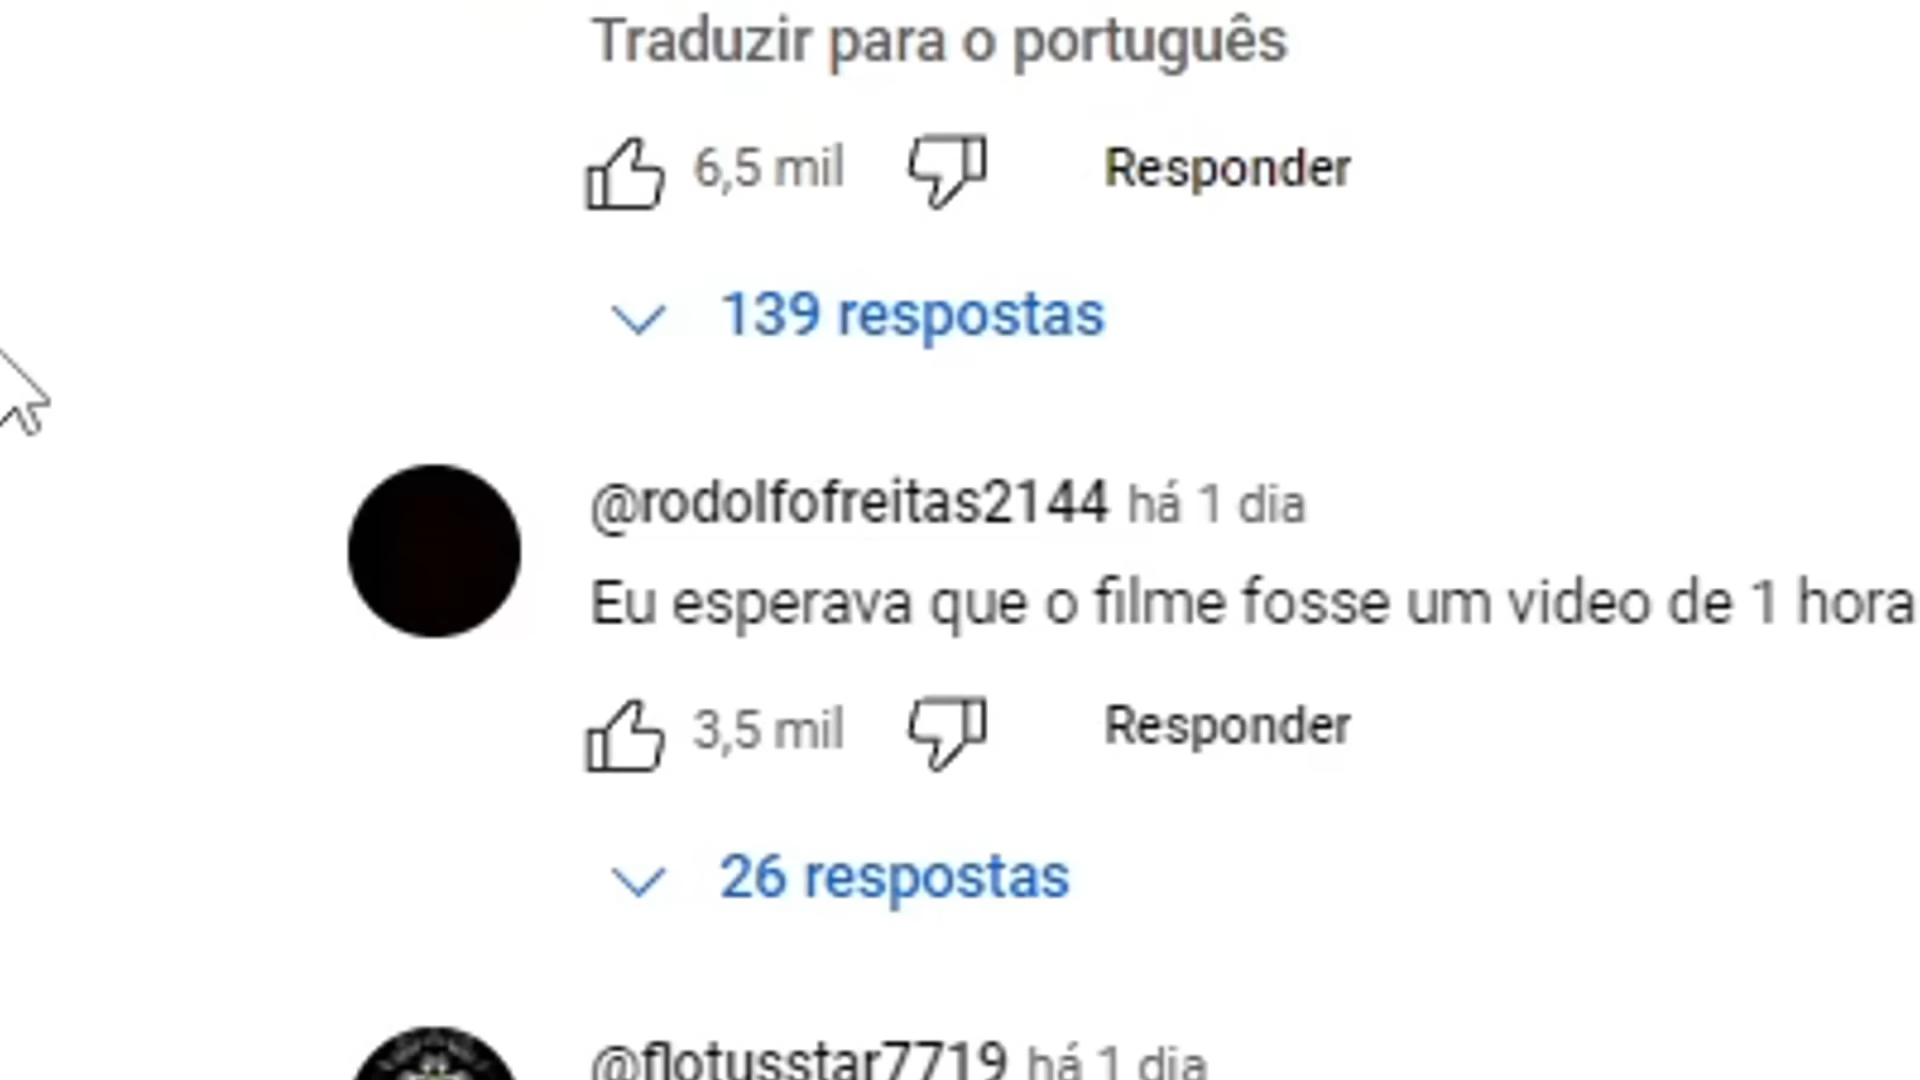 Traduzir para o português
6,5 mil Responder
139 respostas
@rodolfofreitas2144 há 1 dia
Eu esperava que o filme fosse um video de 1 hora
3,5 mil Responder
26 respostas
@flotusstar7719 há 1 dia